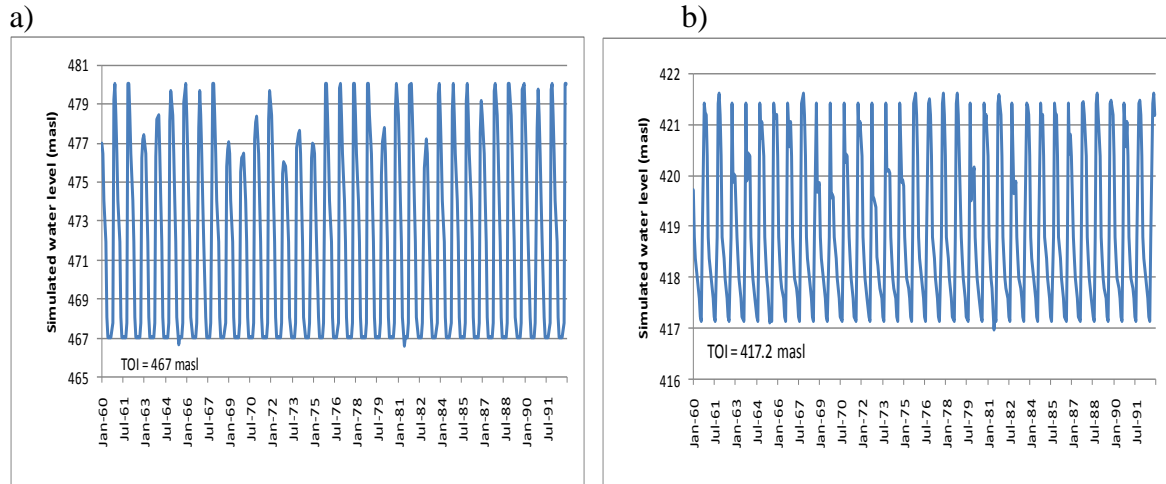 a)
Simulated water level (masl)
481
479
477
475
473
471
469
467
465
TOI = 467 masl
Jan-60
Jul-61
Jan-63
Jul-64
Jan-66
Jul-67
Jan-69
Jul-70
Jan-72
Jul-73
Jan-75
Jul-76
Jan-78
Jul-79
Jan-81
Jul-82
Jan-84
Jul-85
Jan-87
Jul-88
Jan-90
Jul-91
b)
Simulated water level (masl)
422
421
420
419
418
417
416
TOI = 417.2 masl
Jan-60
Jul-61
Jan-63
Jul-64
Jan-66
Jul-67
Jan-69
Jul-70
Jan-72
Jul-73
Jan-75
Jul-76
Jan-78
Jul-79
Jan-81
Jul-82
Jan-84
Jul-85
Jan-87
Jul-88
Jan-90
Jul-91